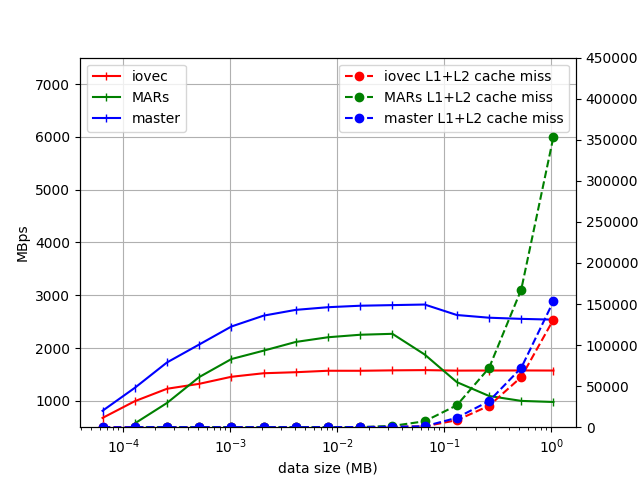 iovec
MARs
master
iovec L1+L2 cache miss
MARs L1+L2 cache miss
master L1+L2 cache miss
MBps
7000
6000
5000
4000
3000
2000
1000
450000
400000
350000
300000
250000
200000
150000
100000
50000
0
10⁻⁴ 10⁻³ 10⁻² 10⁻¹ 10⁰
data size (MB)